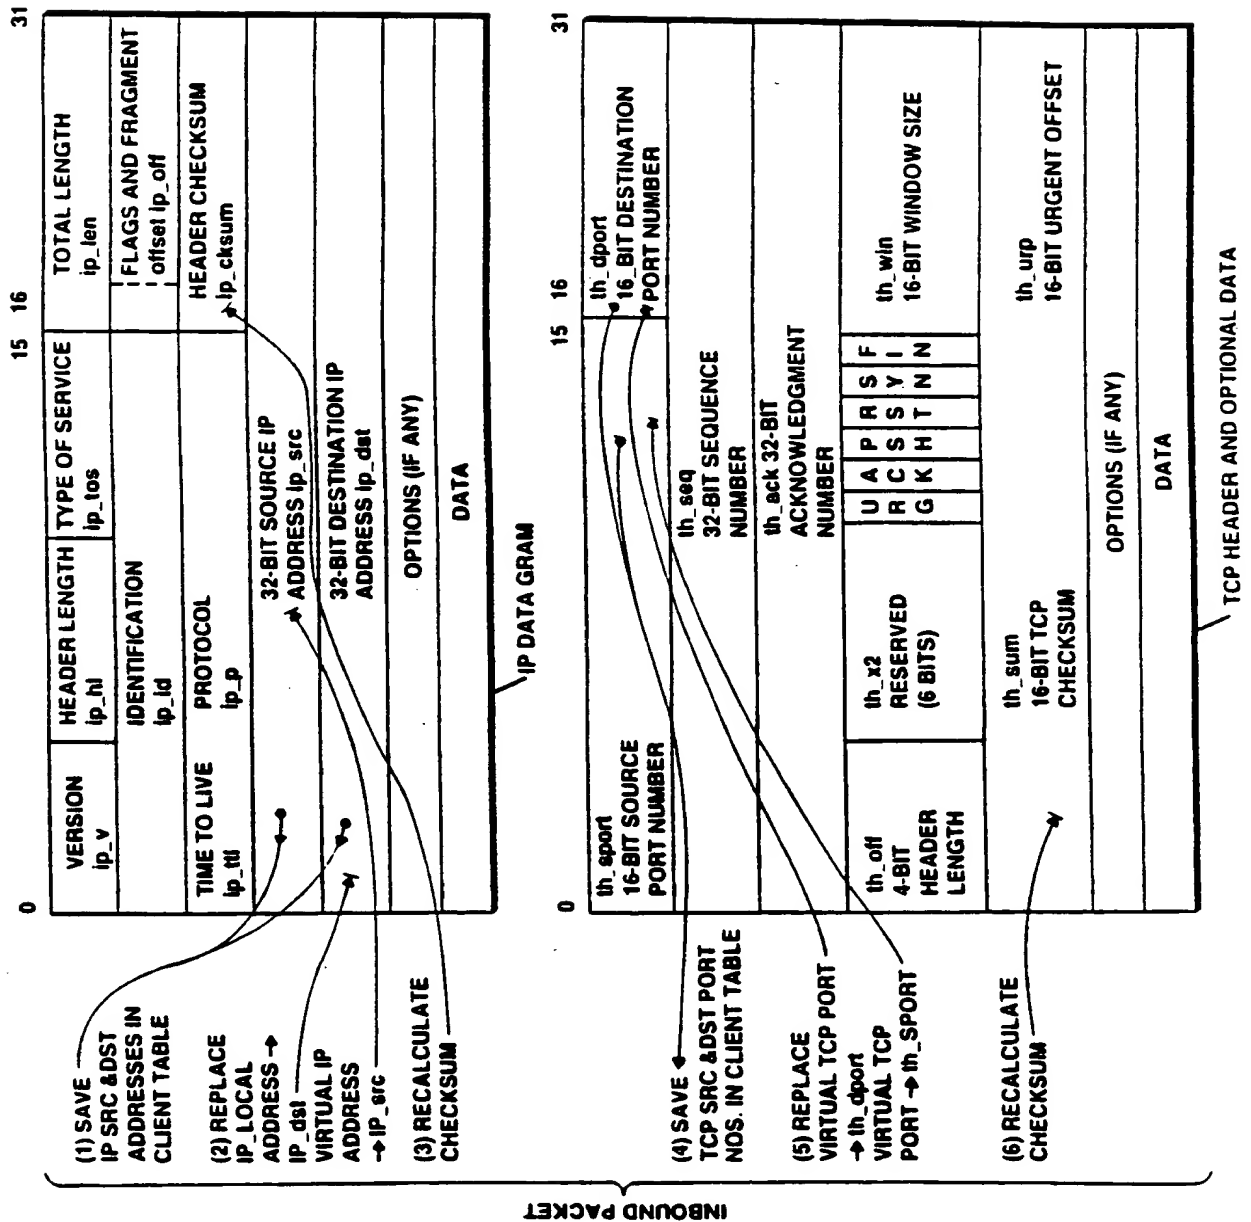 INBOUND PACKET
(1) SAVE
IP SRC &DST
ADDRESSES IN
CLIENT TABLE
(2) REPLACE
IP_LOCAL
ADDRESS →
IP_dst
VIRTUAL IP
ADDRESS
→ IP_src
(3) RECALCULATE
CHECKSUM
0
15
16
31
VERSION
ip_v
HEADER LENGTH
ip_hl
TYPE OF SERVICE
ip_tos
TOTAL LENGTH
ip_len
IDENTIFICATION
ip_id
FLAGS AND FRAGMENT
offset ip_off
TIME TO LIVE
ip_ttl
PROTOCOL
ip_p
HEADER CHECKSUM
ip_cksum
32-BIT SOURCE IP
ADDRESS ip_src
32-BIT DESTINATION IP
ADDRESS ip_dst
OPTIONS (IF ANY)
DATA
IP DATA GRAM
(4) SAVE
TCP SRC &DST PORT
NOS. IN CLIENT TABLE
(5) REPLACE
VIRTUAL TCP PORT
→ th_dport
VIRTUAL TCP
PORT → th_SPORT
(6) RECALCULATE
CHECKSUM
0
15
16
31
th_sport
16-BIT SOURCE
PORT NUMBER
th_dport
16_BIT DESTINATION
PORT NUMBER
th_seq
32-BIT SEQUENCE
NUMBER
th_ack 32-BIT
ACKNOWLEDGMENT
NUMBER
th_off
4-BIT
HEADER
LENGTH
th_x2
RESERVED
(6 BITS)
U A P R S F
R C S S Y I
G K H T N N
th_win
16-BIT WINDOW SIZE
th_sum
16-BIT TCP
CHECKSUM
th_urp
16-BIT URGENT OFFSET
OPTIONS (IF ANY)
DATA
TCP HEADER AND OPTIONAL DATA